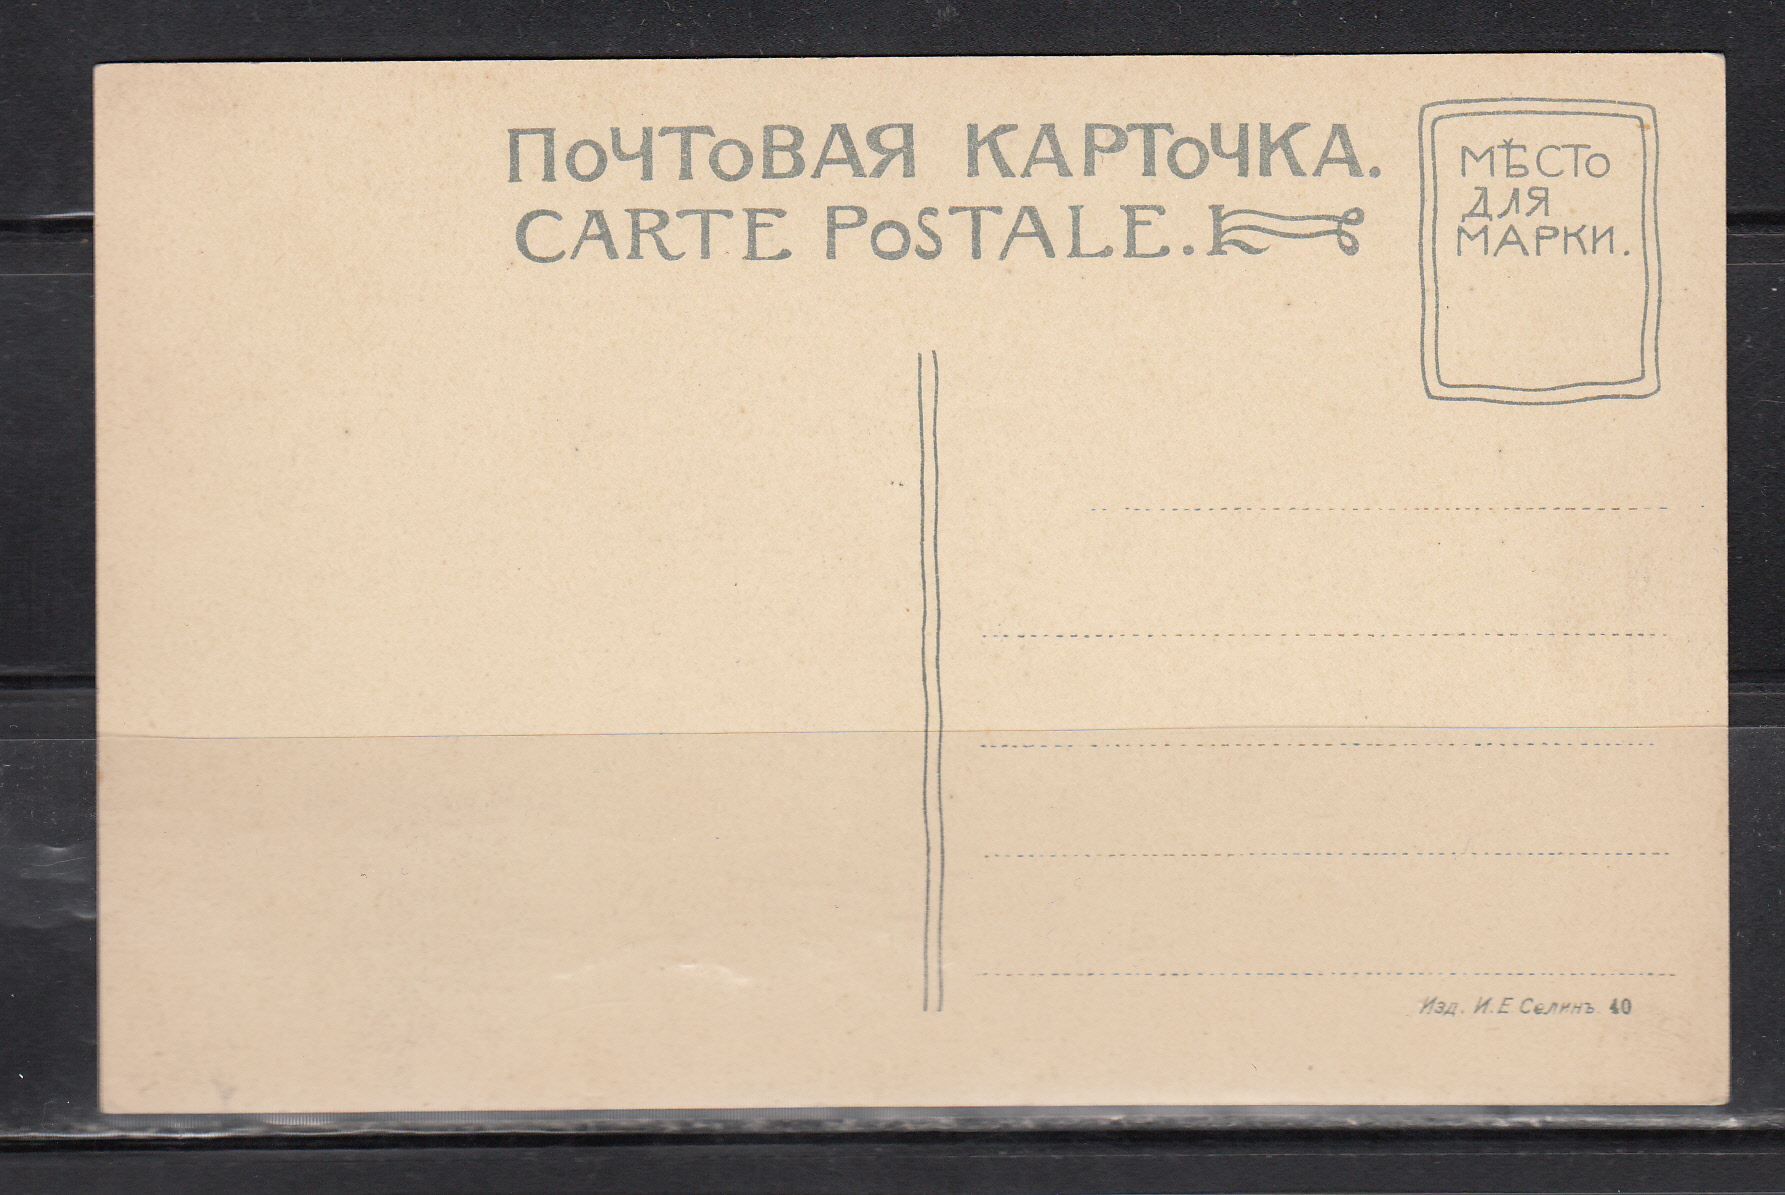 ПОЧТОВАЯ КАРТОЧКА.
CARTE POSTALE.
МѢСТО
ДЛЯ
МАРКИ.
Изд. И. Е Селинъ 40